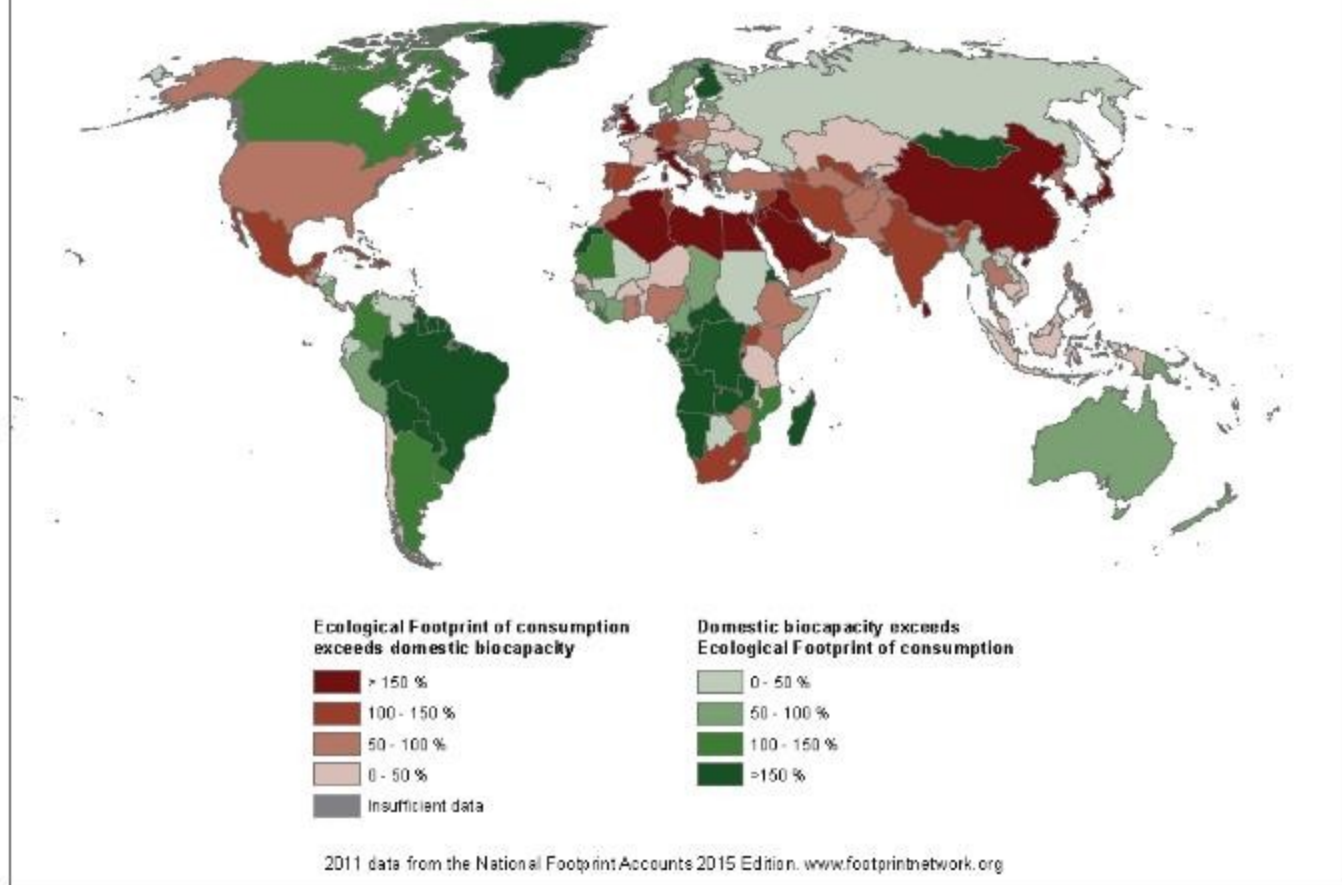 Ecological Footprint of consumption
exceeds domestic biocapacity
> 150 %
100 - 150 %
50 - 100 %
0 - 50 %
Insufficient data
Domestic biocapacity exceeds
Ecological Footprint of consumption
0 - 50 %
50 - 100 %
100 - 150 %
>150 %
2011 data from the National Footprint Accounts 2015 Edition. www.footprintnetwork.org